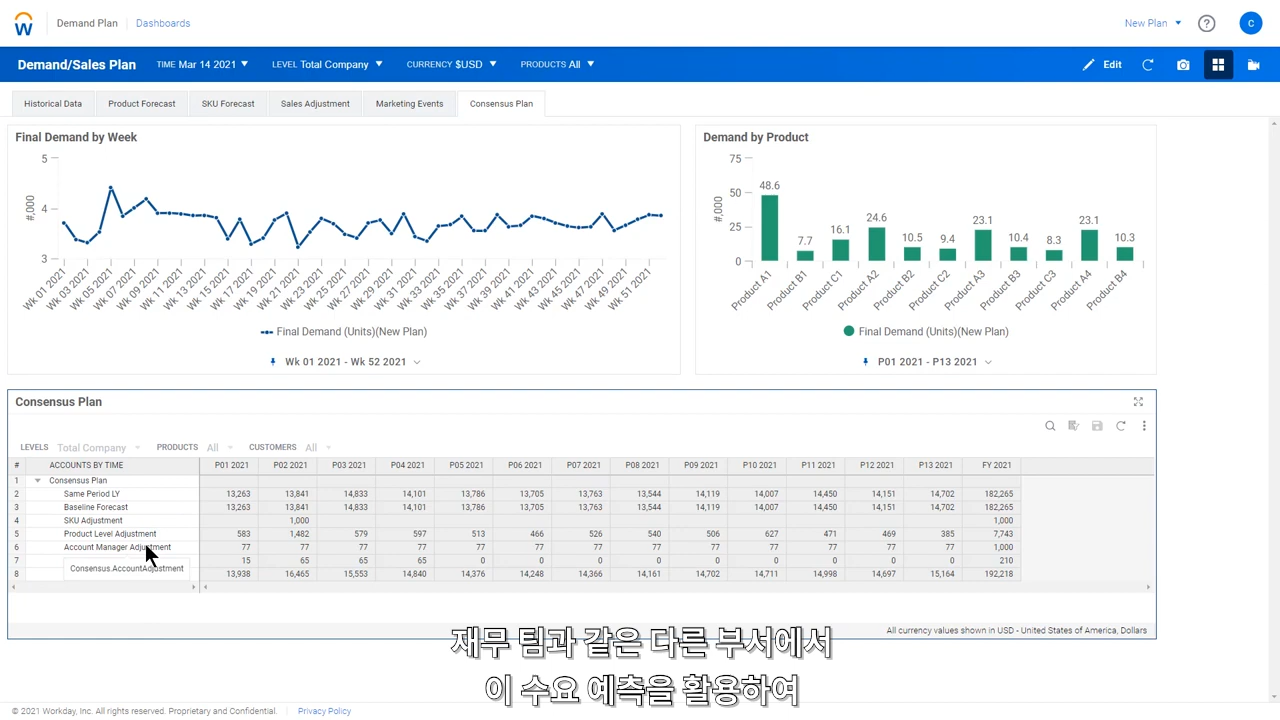 Demand Plan Dashboards New Plan ? C
Demand/Sales Plan TIME Mar 14 2021 LEVEL Total Company CURRENCY $USD PRODUCTS All Edit
Historical Data Product Forecast SKU Forecast Sales Adjustment Marketing Events Consensus Plan
Final Demand by Week
5
4
3
#,000
Wk 01 2021 Wk 03 2021 Wk 05 2021 Wk 07 2021 Wk 09 2021 Wk 11 2021 Wk 13 2021 Wk 15 2021 Wk 17 2021 Wk 19 2021 Wk 21 2021 Wk 23 2021 Wk 25 2021 Wk 27 2021 Wk 29 2021 Wk 31 2021 Wk 33 2021 Wk 35 2021 Wk 37 2021 Wk 39 2021 Wk 41 2021 Wk 43 2021 Wk 45 2021 Wk 47 2021 Wk 49 2021 Wk 51 2021
Final Demand (Units)(New Plan)
Wk 01 2021 - Wk 52 2021
Demand by Product
75
50
25
0
#,000
48.6 7.7 16.1 24.6 10.5 9.4 23.1 10.4 8.3 23.1 10.3
Product A1 Product B1 Product C1 Product A2 Product B2 Product C2 Product A3 Product B3 Product C3 Product A4 Product B4
Final Demand (Units)(New Plan)
P01 2021 - P13 2021
Consensus Plan
LEVELS Total Company PRODUCTS All CUSTOMERS All
# ACCOUNTS BY TIME P01 2021 P02 2021 P03 2021 P04 2021 P05 2021 P06 2021 P07 2021 P08 2021 P09 2021 P10 2021 P11 2021 P12 2021 P13 2021 FY 2021
1 Consensus Plan
2 Same Period LY 13,263 13,841 14,833 14,101 13,786 13,705 13,763 13,544 14,119 14,007 14,450 14,151 14,702 182,265
3 Baseline Forecast 13,263 13,841 14,833 14,101 13,786 13,705 13,763 13,544 14,119 14,007 14,450 14,151 14,702 182,265
4 SKU Adjustment 1,000 1,000
5 Product Level Adjustment 583 1,482 579 597 513 466 526 540 506 627 471 469 385 7,743
6 Account Manager Adjustment 77 77 77 77 77 77 77 77 77 77 77 77 77 1,000
7 15 65 65 65 0 0 0 0 0 0 0 0 0 210
Consensus.AccountAdjustment
8 13,938 16,465 15,553 14,840 14,376 14,248 14,366 14,161 14,702 14,711 14,998 14,697 15,164 192,218
All currency values shown in USD - United States of America, Dollars
재무 팀과 같은 다른 부서에서
이 수요 예측을 활용하여
© 2021 Workday, Inc. All rights reserved. Proprietary and Confidential. Privacy Policy